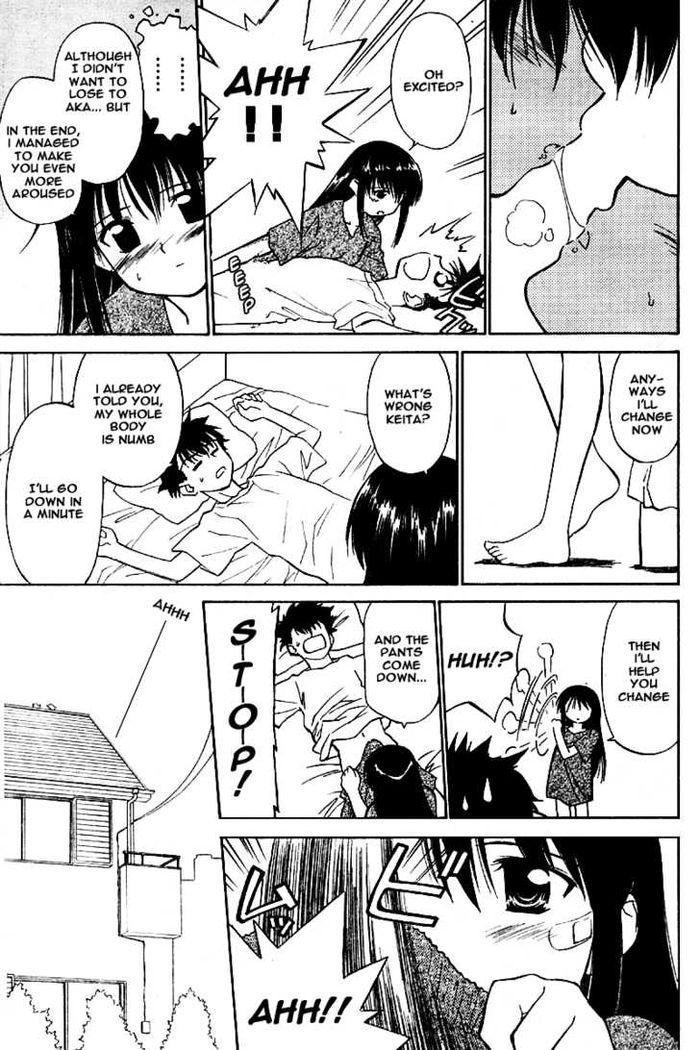 OH
EXCITED?
AHH
!!
......
ALTHOUGH
I DIDN'T
WANT TO
LOSE TO
AKA... BUT
IN THE END,
I MANAGED
TO MAKE
YOU EVEN
MORE
AROUSED
ANY-
WAYS
I'LL
CHANGE
NOW
WHAT'S
WRONG
KEITA?
I ALREADY
TOLD YOU,
MY WHOLE
BODY
IS NUMB
I'LL GO
DOWN IN
A MINUTE
THEN
I'LL
HELP
YOU
CHANGE
HUH!?
AND THE
PANTS
COME
DOWN...
S-T-O-P!
AHHH
AHH!!